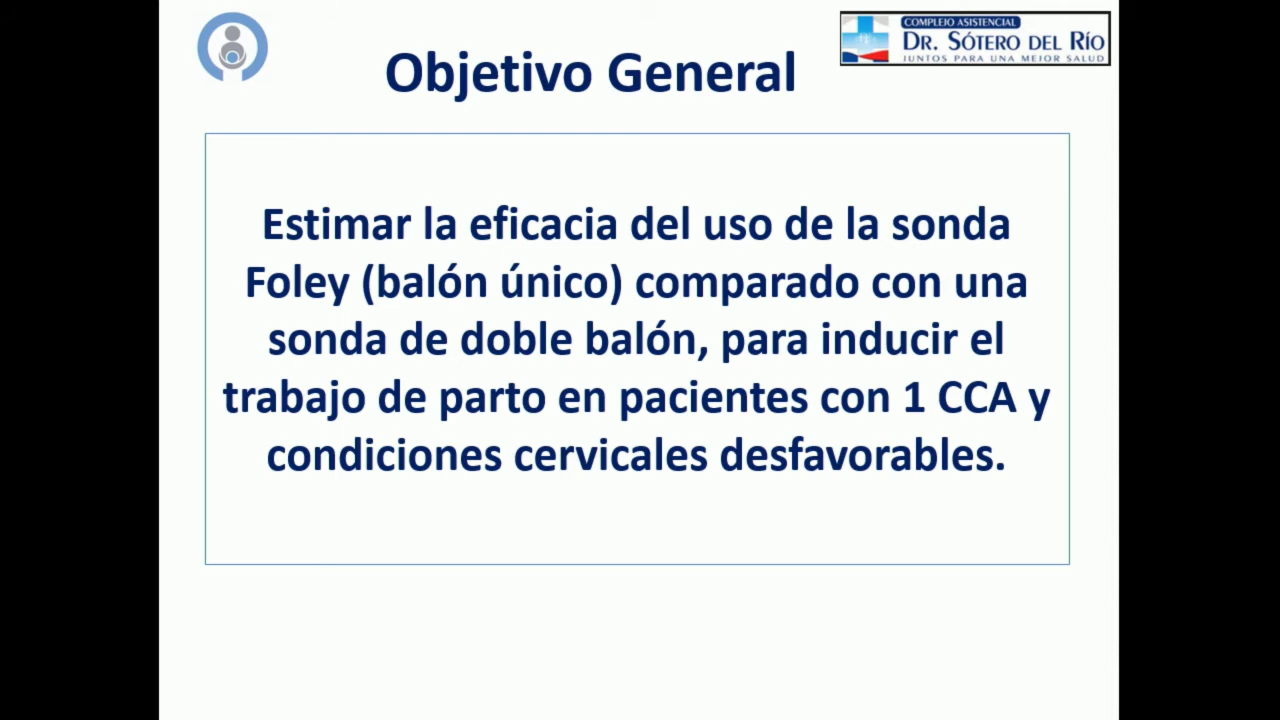 COMPLEJO ASISTENCIAL
DR. SÓTERO DEL RÍO
JUNTOS PARA UNA MEJOR SALUD
Objetivo General
Estimar la eficacia del uso de la sonda
Foley (balón único) comparado con una
sonda de doble balón, para inducir el
trabajo de parto en pacientes con 1 CCA y
condiciones cervicales desfavorables.